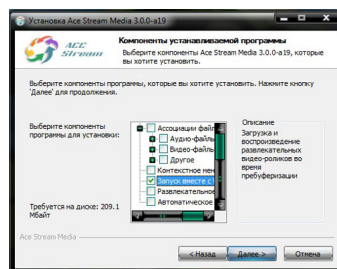 Установка Ace Stream Media 3.0.0-a19
ACE
Stream
Компоненты устанавливаемой программы
Выберите компоненты Ace Stream Media 3.0.0-a19, которые
вы хотите установить.
Выберите компоненты программы, которые вы хотите установить. Нажмите кнопку
'Далее' для продолжения.
Выберите компоненты
программы для установки:
Ассоциации файл
Аудио-файль
Видео-файль
Другое
Контекстное мен
Запуск вместе с
Развлекательное
Автоматическое
Описание
Загрузка и
воспроизведение
развлекательных
видео-роликов во
время
пребуферизации
Требуется на диске: 209.1
Мбайт
Ace Stream Media
< Назад
Далее >
Отмена